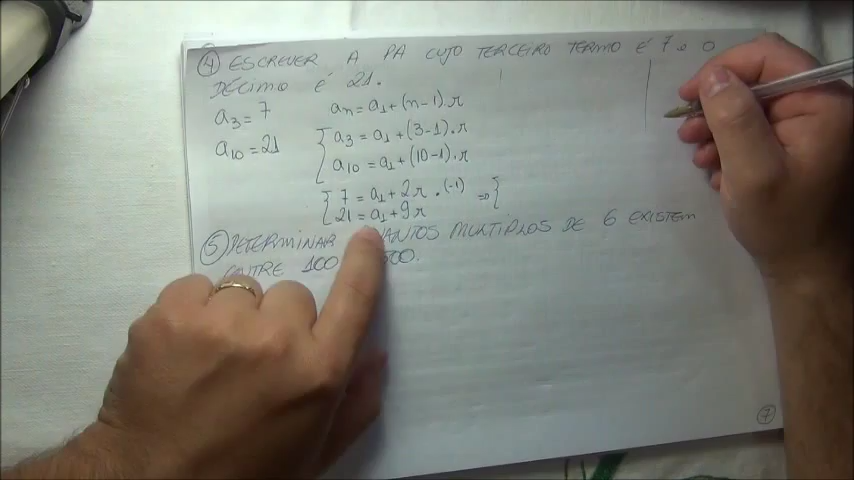 4 ESCREVER A PA CUJO TERCEIRO TERMO É 7 e O
DÉCIMO É 21.
a3 = 7
a10 = 21
an = a1 + (n-1).r
a3 = a1 + (3-1).r
a10 = a1 + (10-1).r
7 = a1 + 2r .(-1) => {
21 = a1 + 9r
5 DETERMINAR MÚLTIPLOS DE 6 EXISTEM
ENTRE 100
7